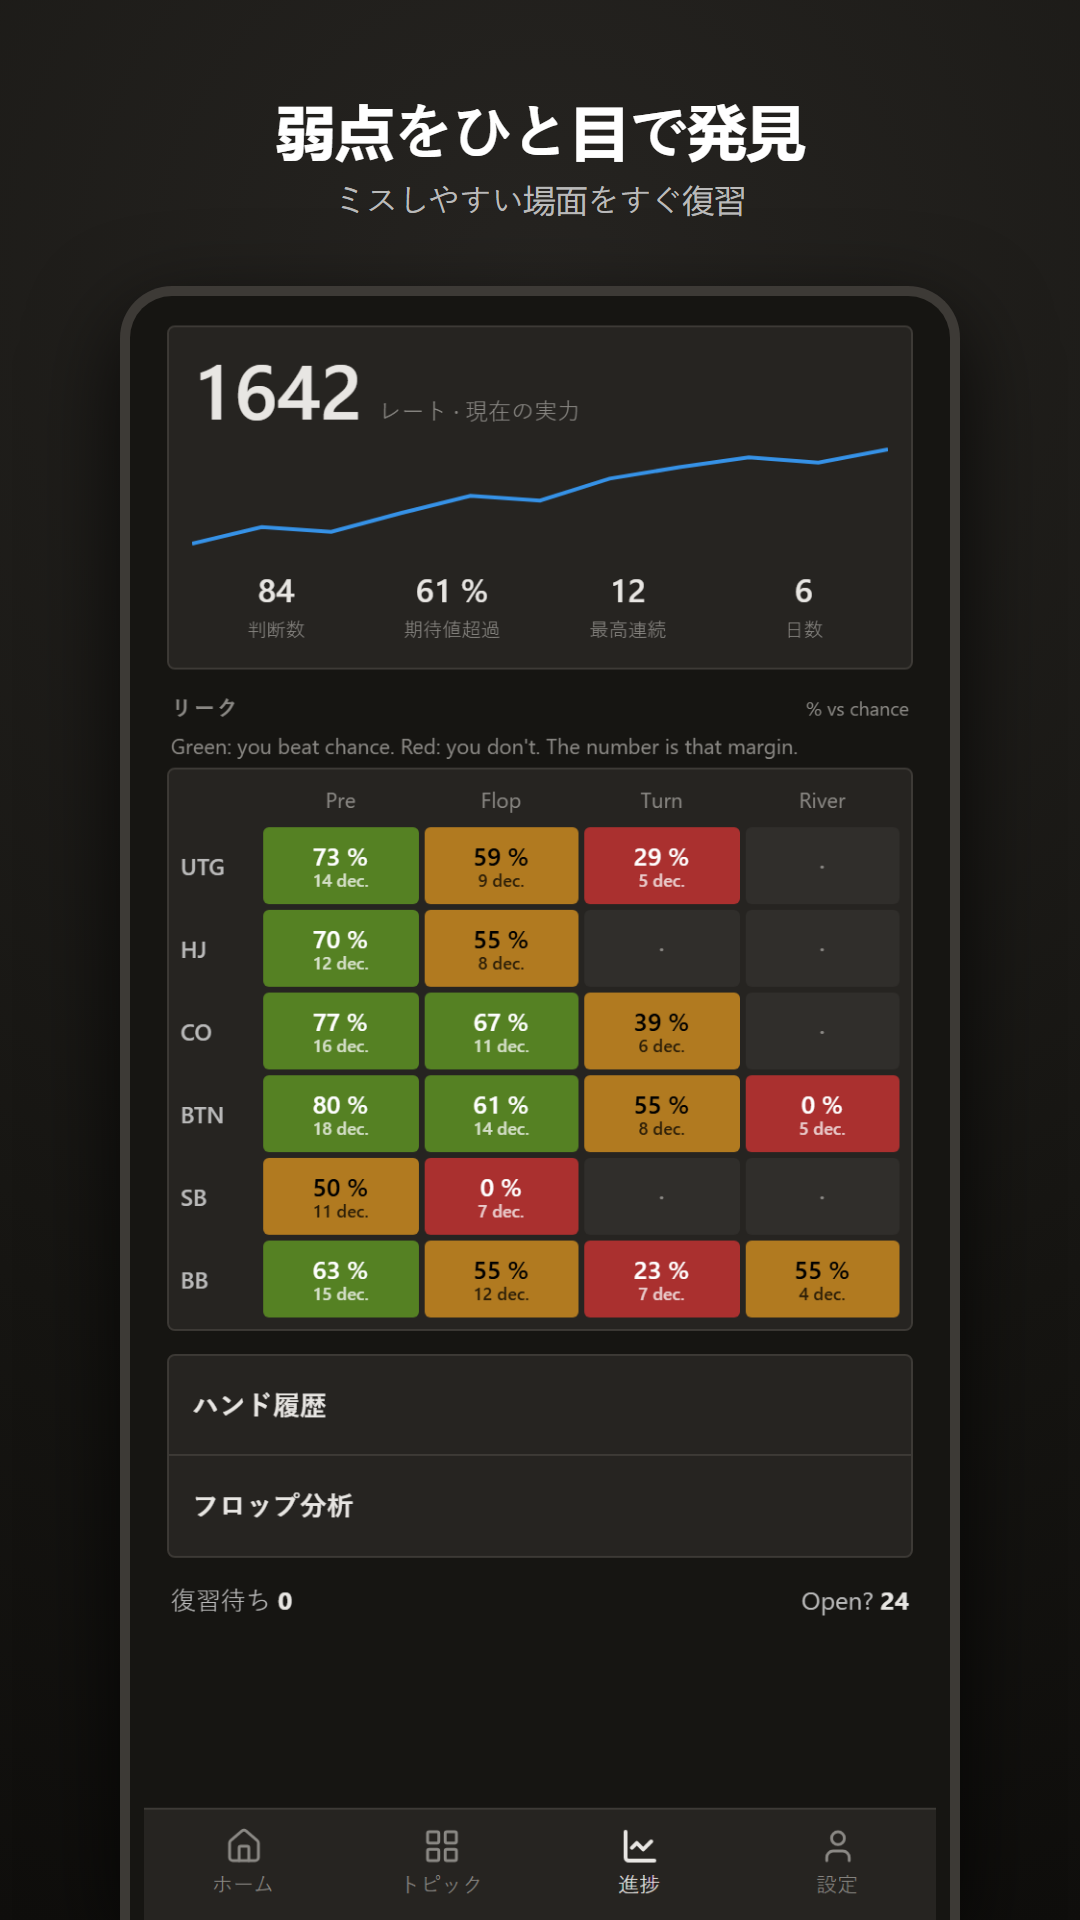 弱点をひと目で発見
ミスしやすい場面をすぐ復習
1642 レート · 現在の実力
84 61 % 12 6
判断数 期待値超過 最高連続 日数
リーク % vs chance
Green: you beat chance. Red: you don't. The number is that margin.
Pre Flop Turn River
UTG 73 % 59 % 29 % ·
14 dec. 9 dec. 5 dec.
HJ 70 % 55 % · ·
12 dec. 8 dec.
CO 77 % 67 % 39 % ·
16 dec. 11 dec. 6 dec.
BTN 80 % 61 % 55 % 0 %
18 dec. 14 dec. 8 dec. 5 dec.
SB 50 % 0 % · ·
11 dec. 7 dec.
BB 63 % 55 % 23 % 55 %
15 dec. 12 dec. 7 dec. 4 dec.
ハンド履歴
フロップ分析
復習待ち 0 Open? 24
ホーム トピック 進捗 設定